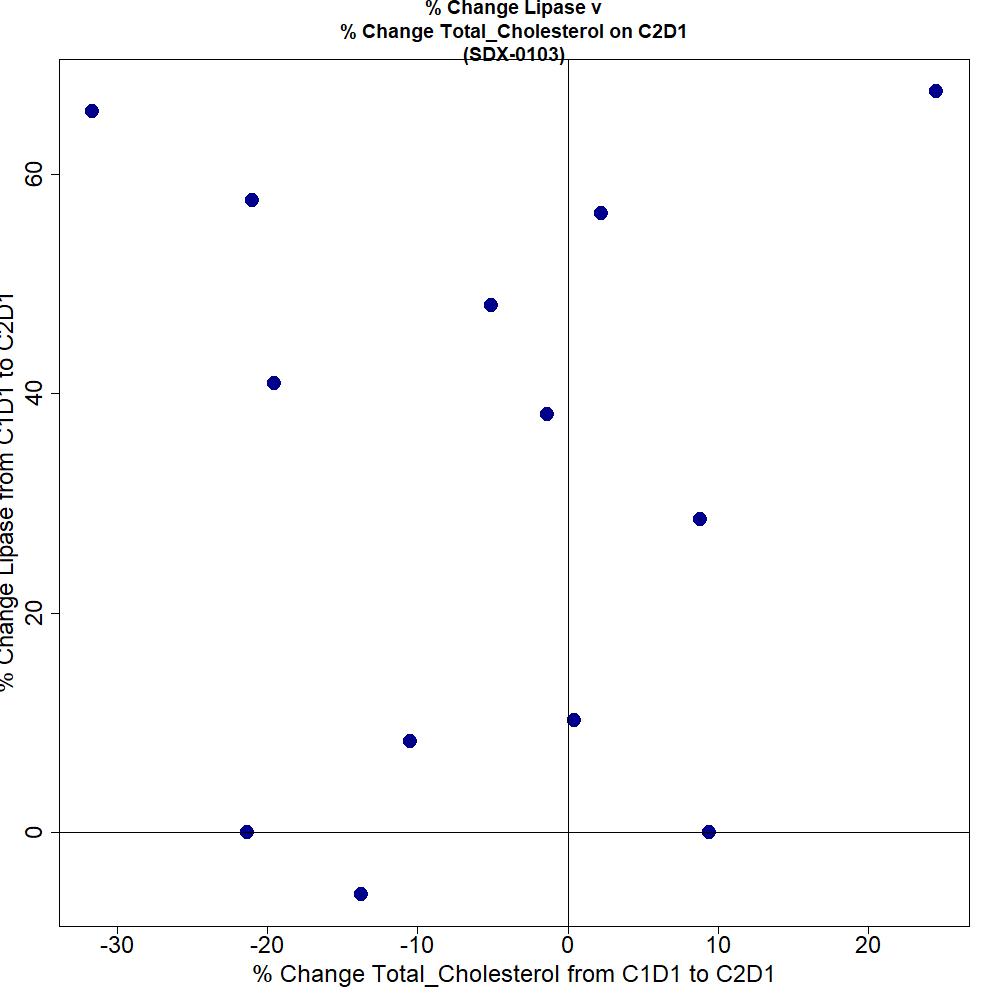 % Change Lipase v
% Change Total_Cholesterol on C2D1
(SDX-0103)
% Change Lipase from C1D1 to C2D1
60
40
20
0
-30
-20
-10
0
10
20
% Change Total_Cholesterol from C1D1 to C2D1